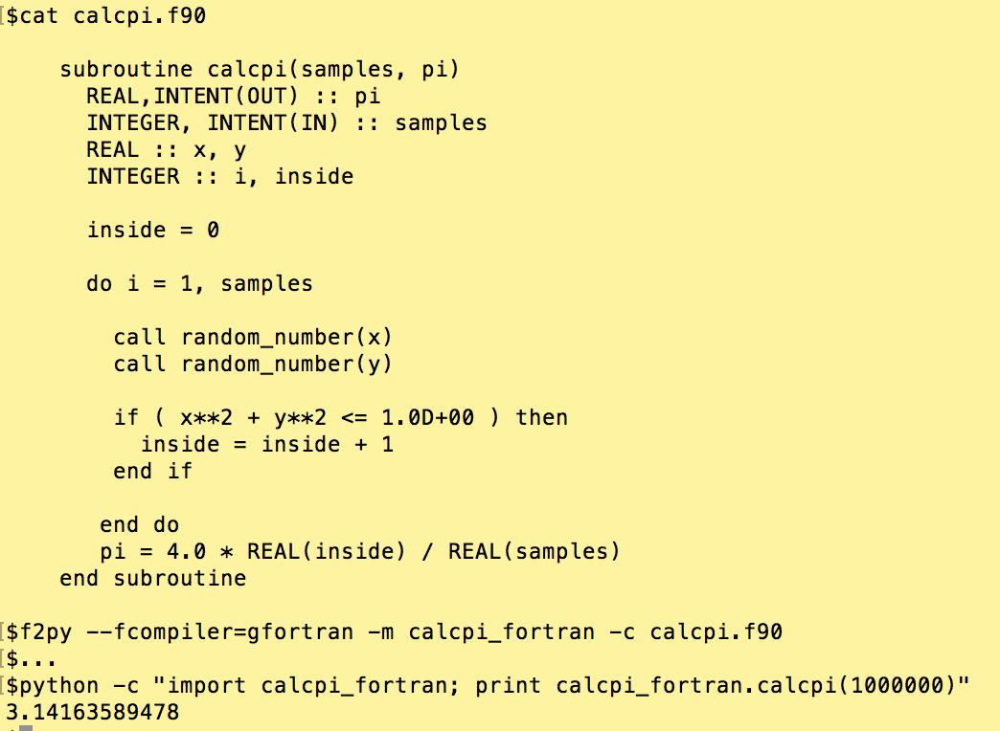 $cat calcpi.f90
subroutine calcpi(samples, pi)
REAL,INTENT(OUT) :: pi
INTEGER, INTENT(IN) :: samples
REAL :: x, y
INTEGER :: i, inside
inside = 0
do i = 1, samples
call random_number(x)
call random_number(y)
if ( x**2 + y**2 <= 1.0D+00 ) then
inside = inside + 1
end if
end do
pi = 4.0 * REAL(inside) / REAL(samples)
end subroutine
$f2py --fcompiler=gfortran -m calcpi_fortran -c calcpi.f90
$...
$python -c "import calcpi_fortran; print calcpi_fortran.calcpi(1000000)"
3.14163589478